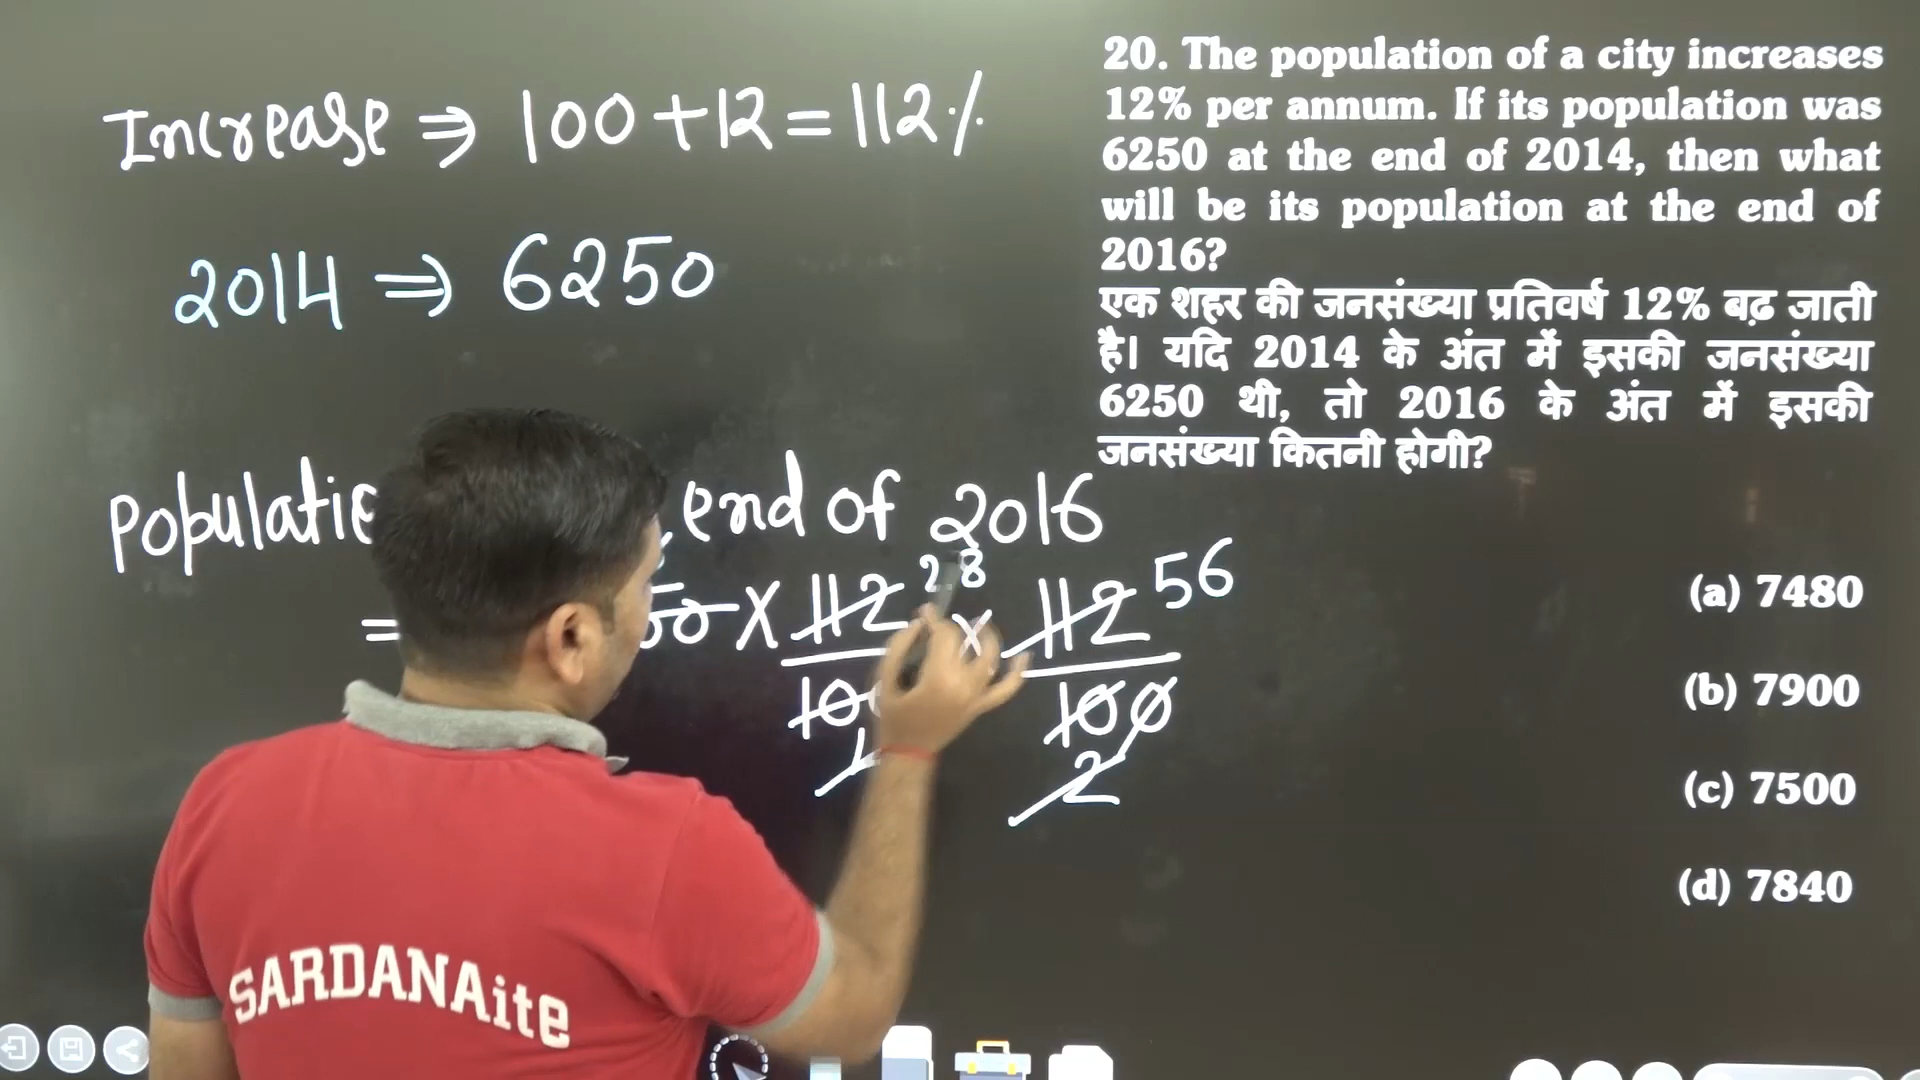 Increase ⇒ 100 + 12 = 112%
2014 ⇒ 6250
end of 2016
= × 112 28 × 112 56
100
1
2
20. The population of a city increases
12% per annum. If its population was
6250 at the end of 2014, then what
will be its population at the end of
2016?
एक शहर की जनसंख्या प्रतिवर्ष 12% बढ़ जाती
है। यदि 2014 के अंत में इसकी जनसंख्या
6250 थी, तो 2016 के अंत में इसकी
जनसंख्या कितनी होगी?
(a) 7480
(b) 7900
(c) 7500
(d) 7840
SARDANAite